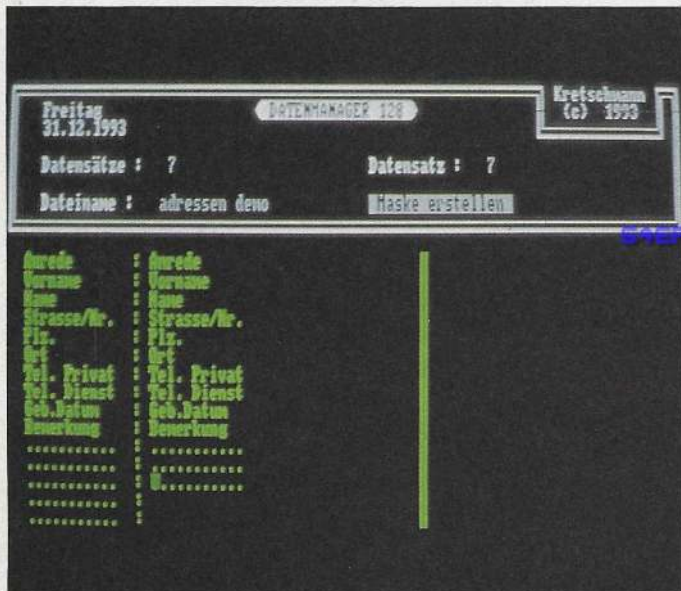 Freitag
31.12.1993
DATENMANAGER 128
Kretschmann
(c) 1993
Datensätze : 7
Datensatz : 7
Dateiname : adressen demo
Maske erstellen
Anrede : Anrede
Vorname : Vorname
Name : Name
Strasse/Nr. : Strasse/Nr.
Plz. : Plz.
Ort : Ort
Tel. Privat : Tel. Privat
Tel. Dienst : Tel. Dienst
Geb.Datum : Geb.Datum
Bemerkung : Bemerkung
........... : ...........
........... : ...........
........... : ..........
........... :
........... :